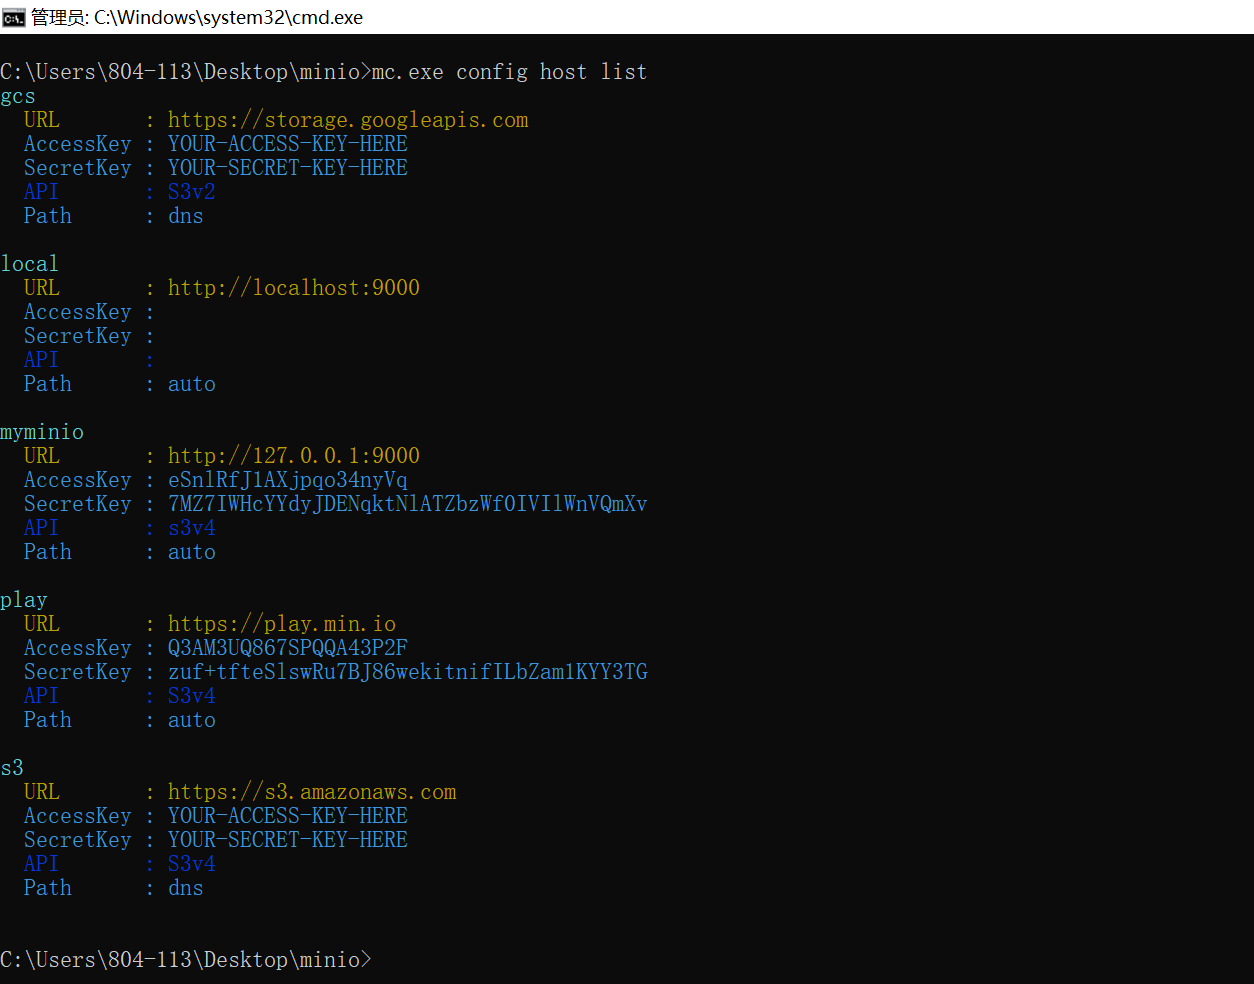 管理员: C:\Windows\system32\cmd.exe
C:\Users\804-113\Desktop\minio>mc.exe config host list
gcs
URL : https://storage.googleapis.com
AccessKey : YOUR-ACCESS-KEY-HERE
SecretKey : YOUR-SECRET-KEY-HERE
API : S3v2
Path : dns
local
URL : http://localhost:9000
AccessKey :
SecretKey :
API :
Path : auto
myminio
URL : http://127.0.0.1:9000
AccessKey : eSnlRfJ1AXjpqo34nyVq
SecretKey : 7MZ7IWHcYYdyJDENqktNlATZbzWf0IVIlWnVQmXv
API : s3v4
Path : auto
play
URL : https://play.min.io
AccessKey : Q3AM3UQ867SPQQA43P2F
SecretKey : zuf+tfteSlswRu7BJ86wekitnifILbZam1KYY3TG
API : S3v4
Path : auto
s3
URL : https://s3.amazonaws.com
AccessKey : YOUR-ACCESS-KEY-HERE
SecretKey : YOUR-SECRET-KEY-HERE
API : S3v4
Path : dns
C:\Users\804-113\Desktop\minio>